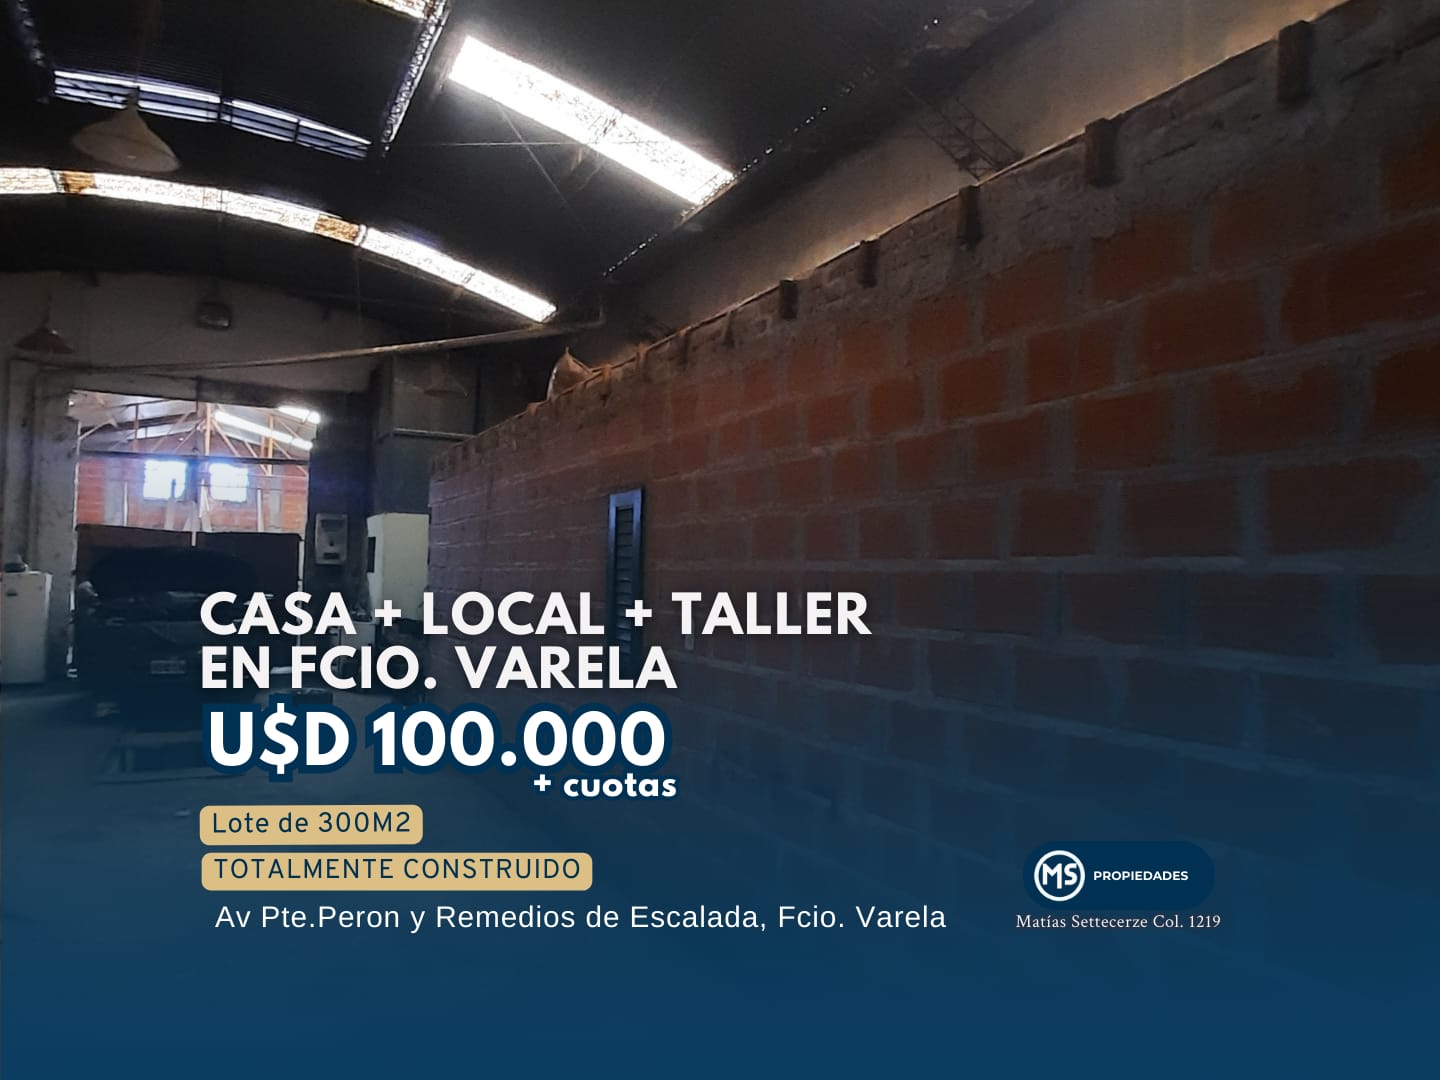 CASA + LOCAL + TALLER
EN FCIO. VARELA
U$D 100.000
+ cuotas
Lote de 300M2
TOTALMENTE CONSTRUIDO
Av Pte.Peron y Remedios de Escalada, Fcio. Varela
MS PROPIEDADES
Matías Settecerze Col. 1219